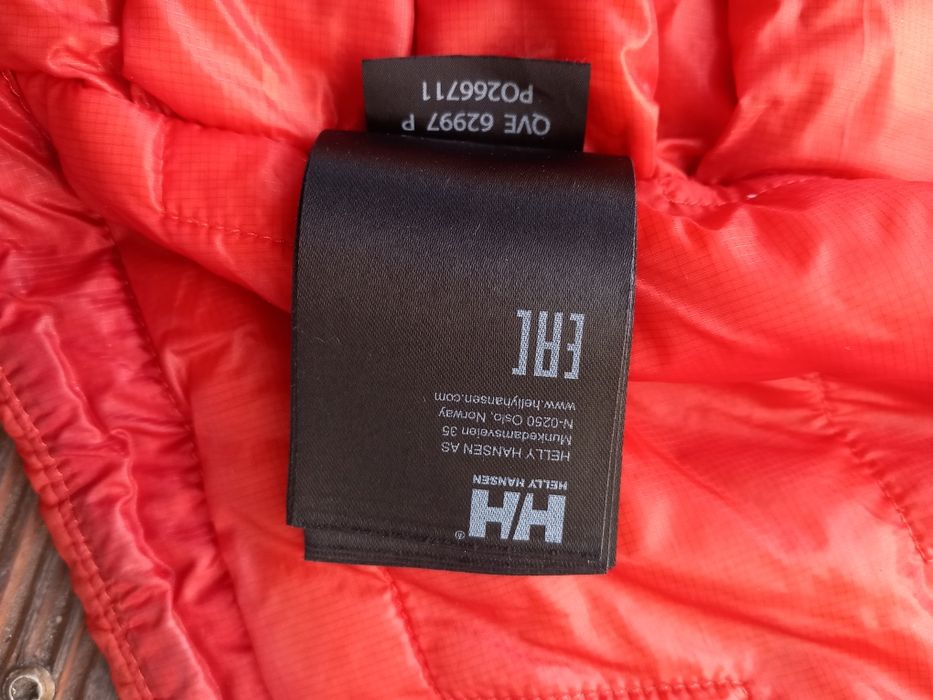 HH®
HELLY HANSEN
HELLY HANSEN AS
Munkedamsveien 35
N-0250 Oslo, Norway
www.hellyhansen.com
EAC
QVE 62997 P
PO266711